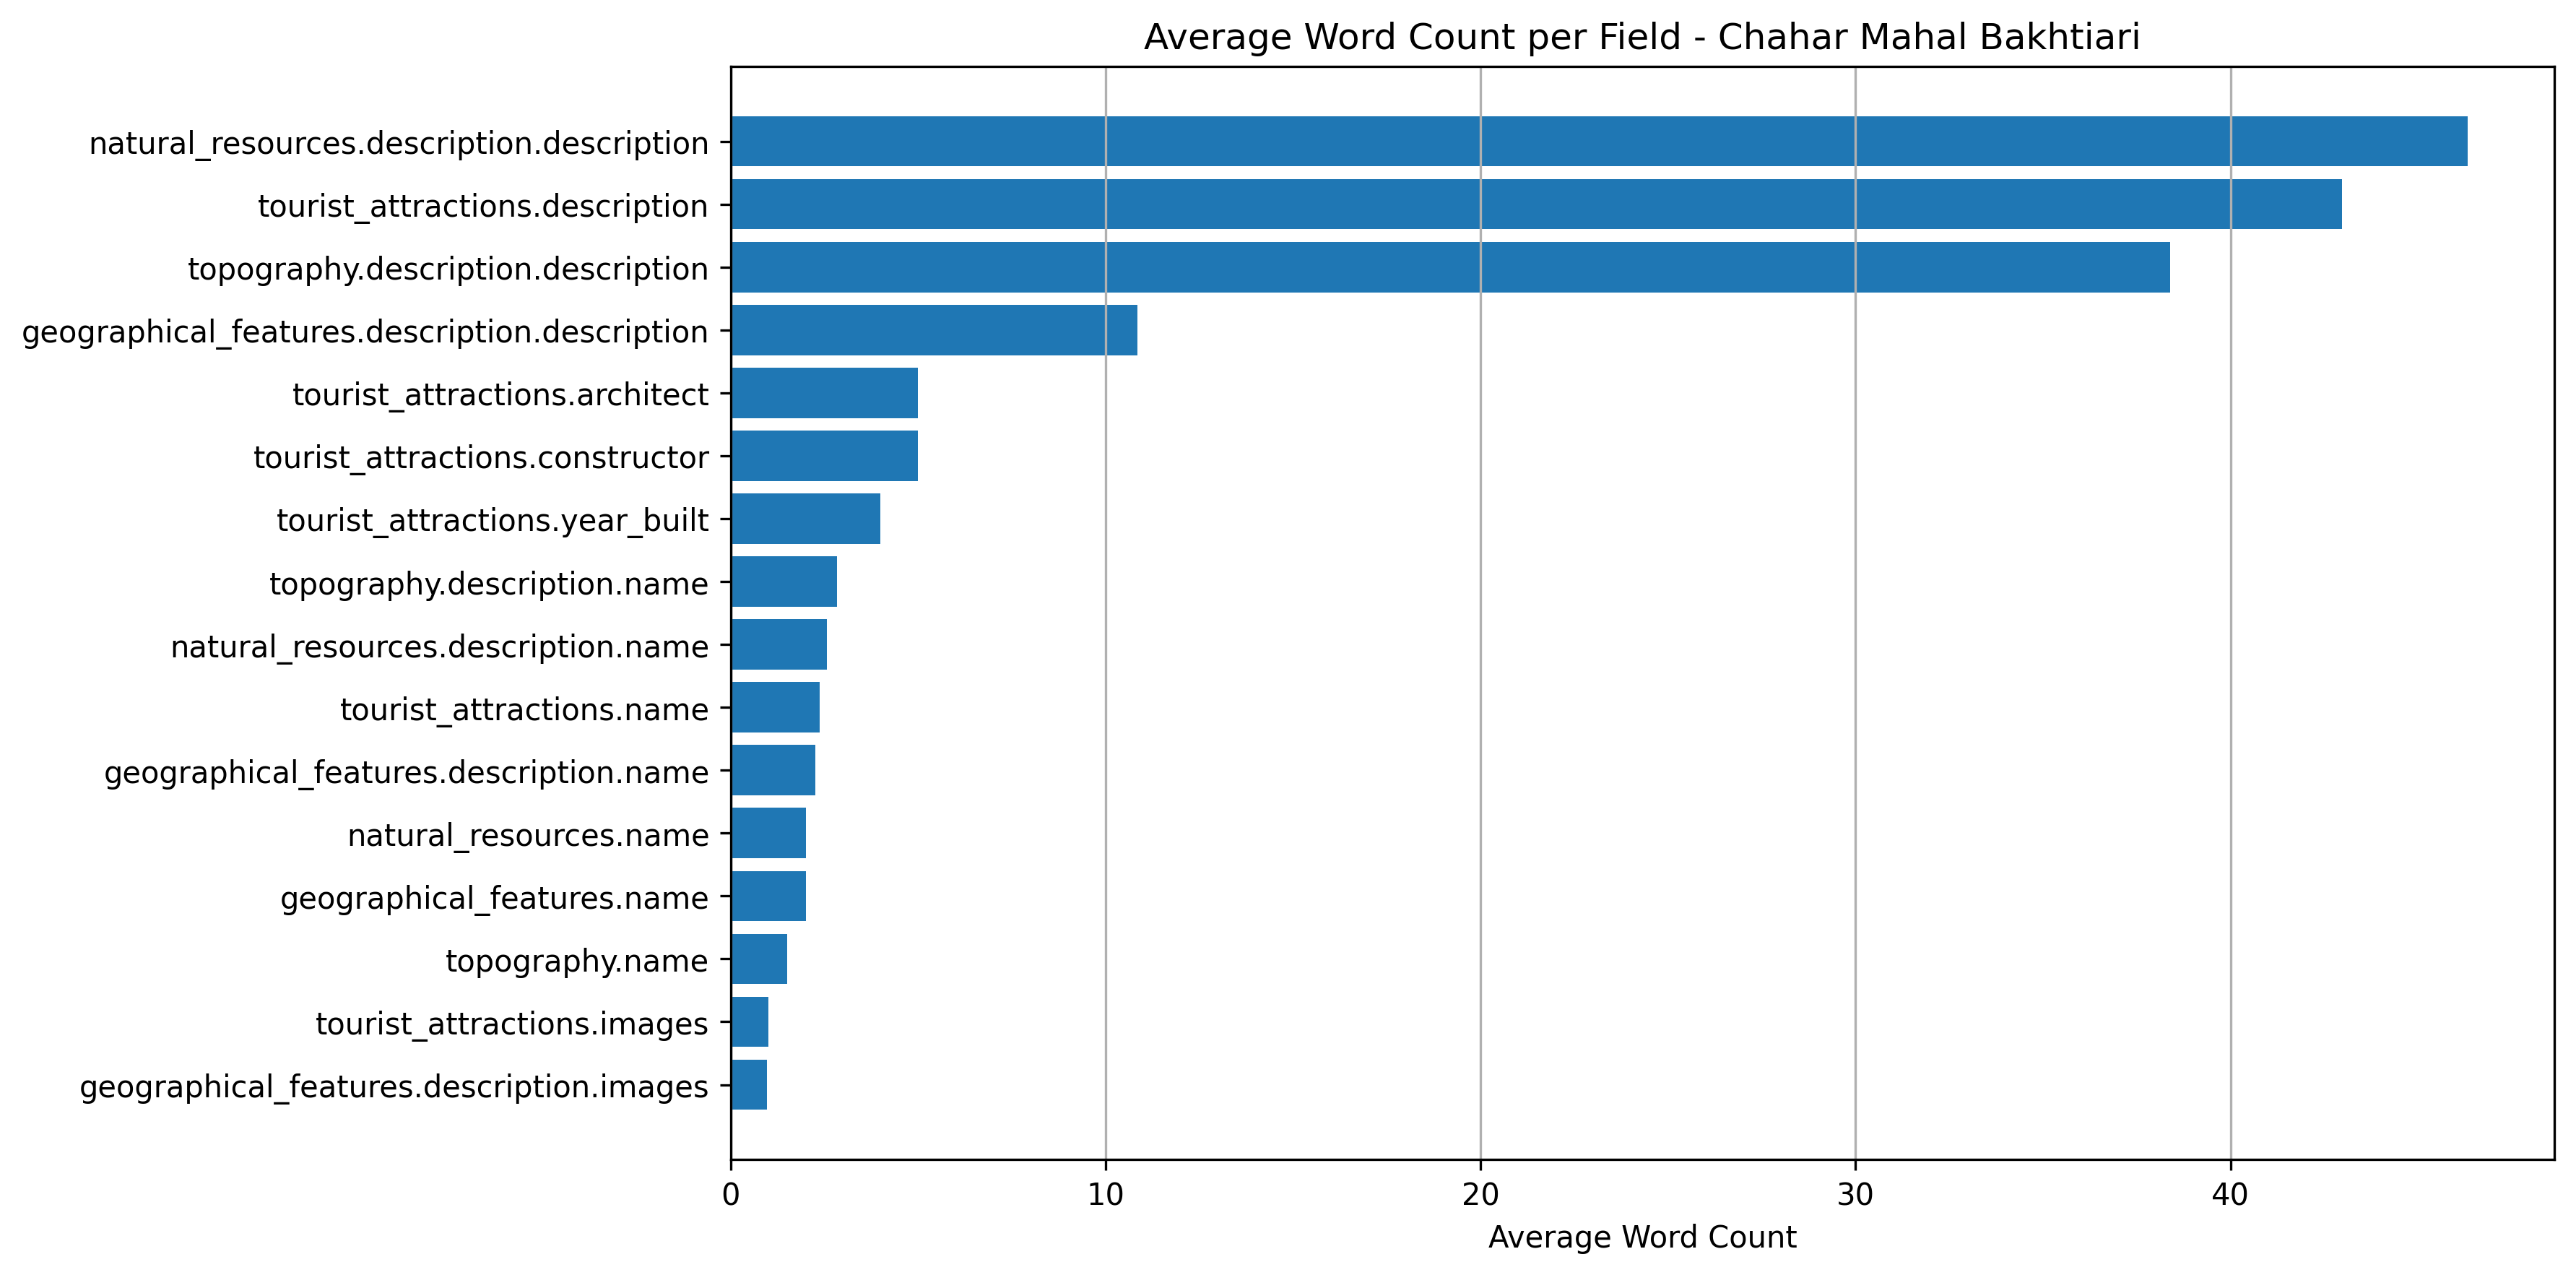 Average Word Count per Field - Chahar Mahal Bakhtiari
natural_resources.description.description
tourist_attractions.description
topography.description.description
geographical_features.description.description
tourist_attractions.architect
tourist_attractions.constructor
tourist_attractions.year_built
topography.description.name
natural_resources.description.name
tourist_attractions.name
geographical_features.description.name
natural_resources.name
geographical_features.name
topography.name
tourist_attractions.images
geographical_features.description.images
0 10 20 30 40
Average Word Count